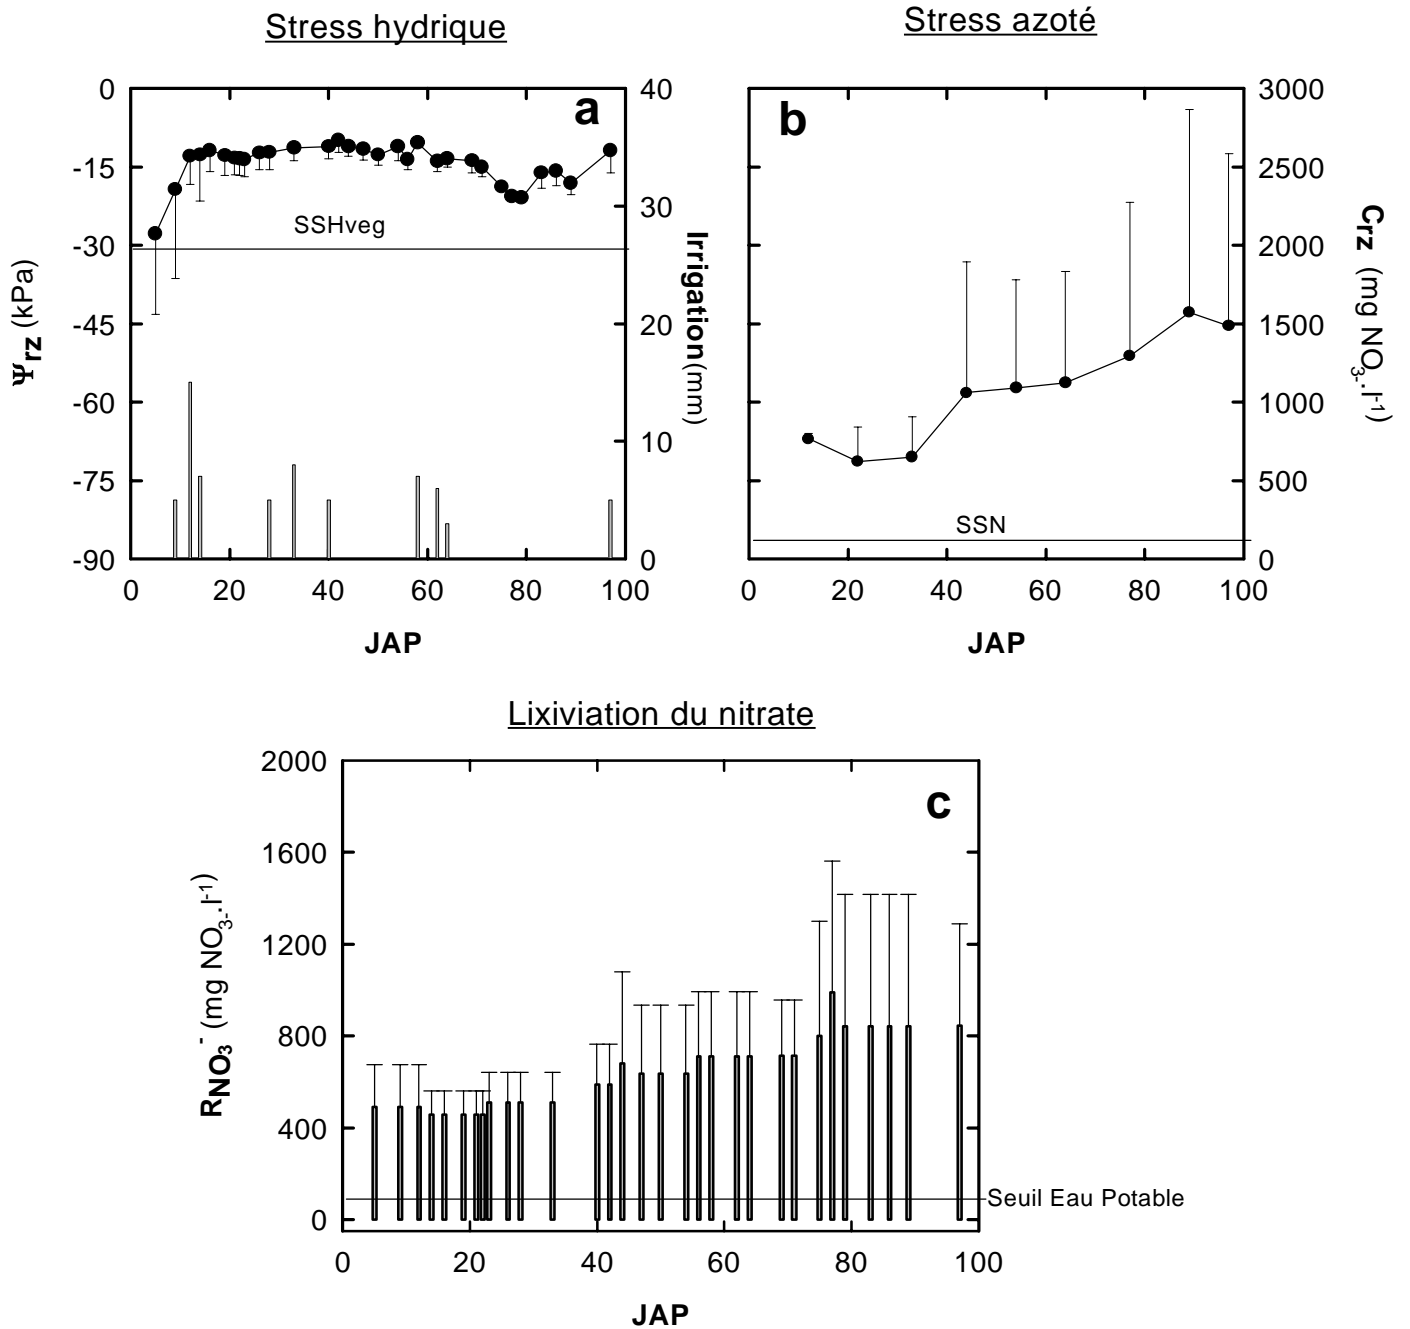 Stress hydrique
Stress azoté
a
b
0
-15
-30
-45
-60
-75
-90
Ψrz (kPa)
SSHveg
40
30
20
10
0
Irrigation (mm)
0 20 40 60 80 100
JAP
SSN
3000
2500
2000
1500
1000
500
0
Crz (mg NO3-.l-1)
0 20 40 60 80 100
JAP
Lixiviation du nitrate
c
2000
1600
1200
800
400
0
RNO3- (mg NO3-.l-1)
Seuil Eau Potable
0 20 40 60 80 100
JAP